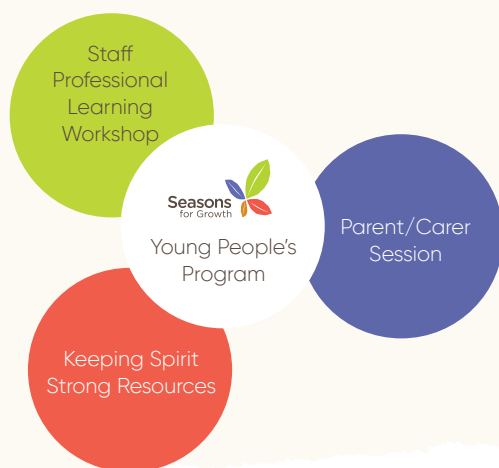 Staff
Professional
Learning
Workshop
Seasons
for Growth
Young People's
Program
Parent/Carer
Session
Keeping Spirit
Strong Resources